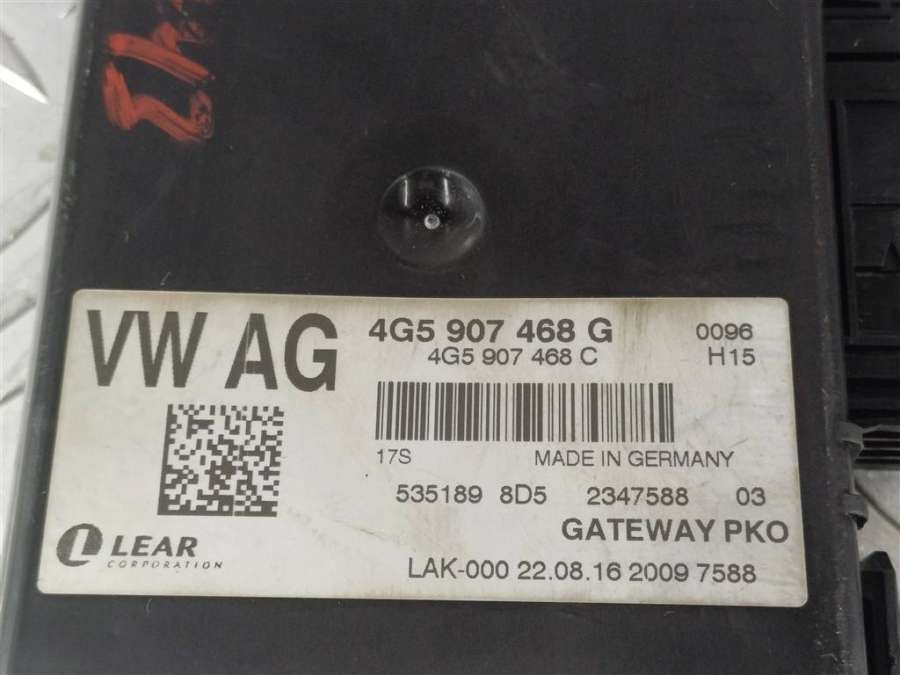 VW AG
4G5 907 468 G 0096
4G5 907 468 C H15
17S MADE IN GERMANY
535189 8D5 2347588 03
GATEWAY PKO
LEAR
CORPORATION
LAK-000 22.08.16 2009 7588